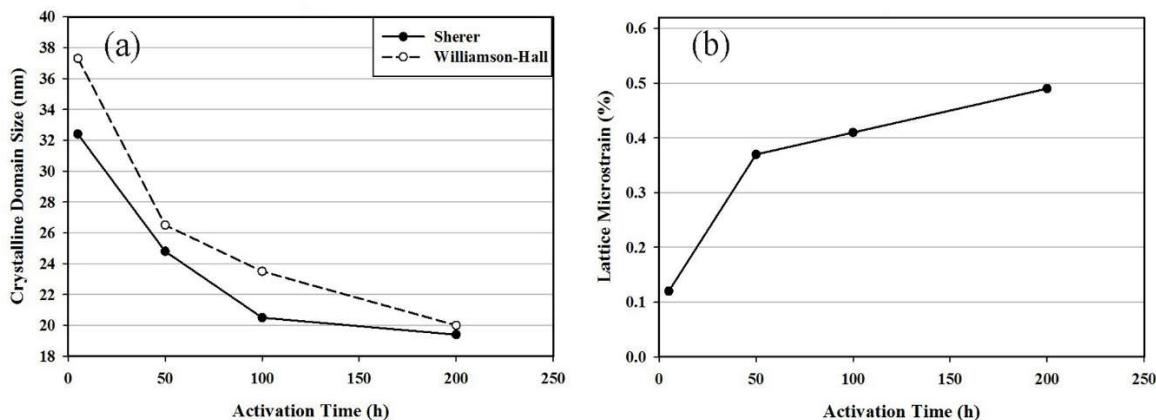 (a)
Sherer
Williamson-Hall
Crystalline Domain Size (nm)
40
38
36
34
32
30
28
26
24
22
20
18
0 50 100 150 200 250
Activation Time (h)
(b)
Lattice Microstrain (%)
0.6
0.5
0.4
0.3
0.2
0.1
0.0
0 50 100 150 200 250
Activation Time (h)